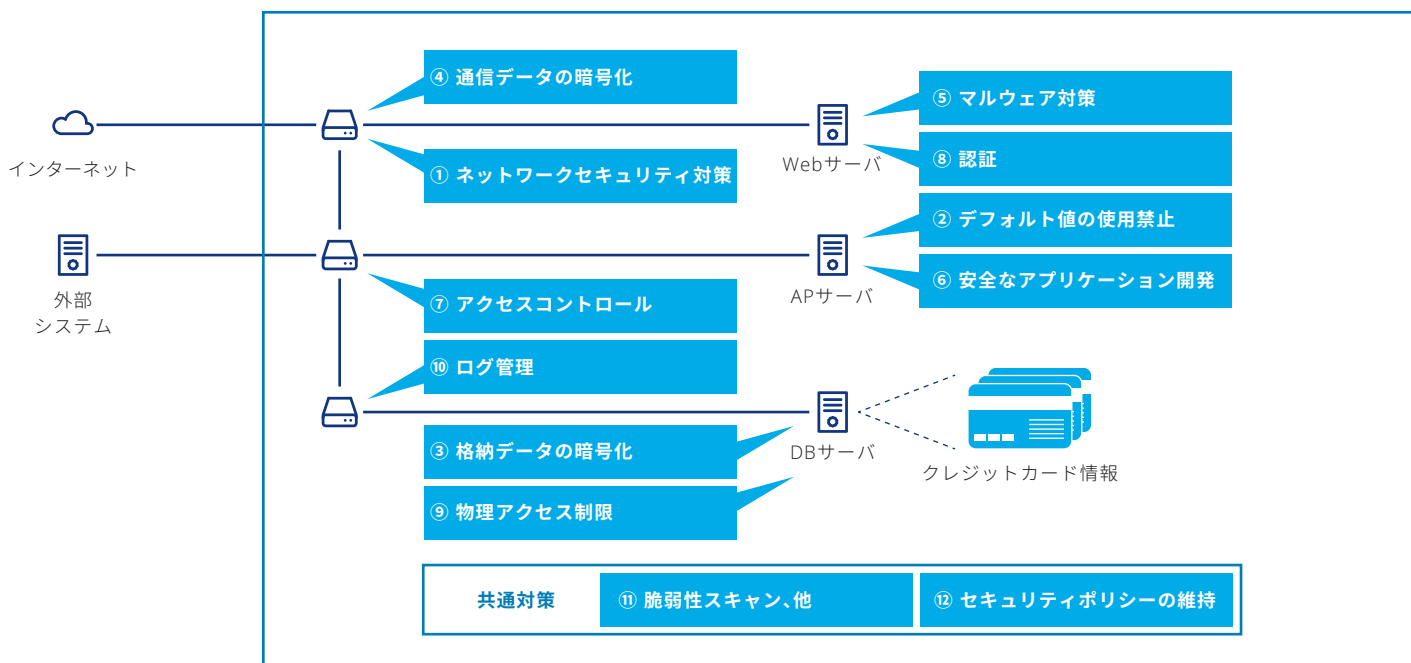 ④ 通信データの暗号化
⑤ マルウェア対策
インターネット
① ネットワークセキュリティ対策
Webサーバ
⑧ 認証
② デフォルト値の使用禁止
外部
システム
⑦ アクセスコントロール
APサーバ
⑥ 安全なアプリケーション開発
⑩ ログ管理
③ 格納データの暗号化
DBサーバ
クレジットカード情報
⑨ 物理アクセス制限
共通対策
⑪ 脆弱性スキャン、他
⑫ セキュリティポリシーの維持